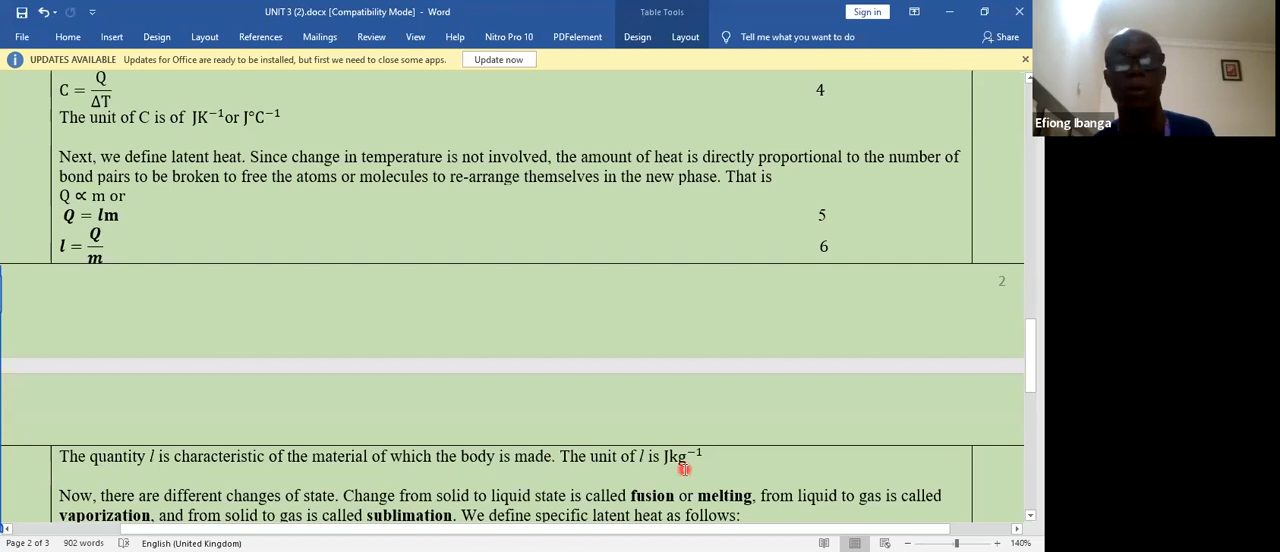 UNIT 3 (2).docx [Compatibility Mode] - Word
Table Tools
Sign in
File Home Insert Design Layout References Mailings Review View Help Nitro Pro 10 PDFelement Design Layout Tell me what you want to do Share
UPDATES AVAILABLE Updates for Office are ready to be installed, but first we need to close some apps. Update now
C = Q/ΔT 4
The unit of C is of JK⁻¹or J°C⁻¹
Next, we define latent heat. Since change in temperature is not involved, the amount of heat is directly proportional to the number of
bond pairs to be broken to free the atoms or molecules to re-arrange themselves in the new phase. That is
Q ∝ m or
Q = lm 5
l = Q/m 6
2
The quantity l is characteristic of the material of which the body is made. The unit of l is Jkg⁻¹
Now, there are different changes of state. Change from solid to liquid state is called fusion or melting, from liquid to gas is called
vaporization, and from solid to gas is called sublimation. We define specific latent heat as follows:
Page 2 of 3 902 words English (United Kingdom) 140%
Efiong Ibanga